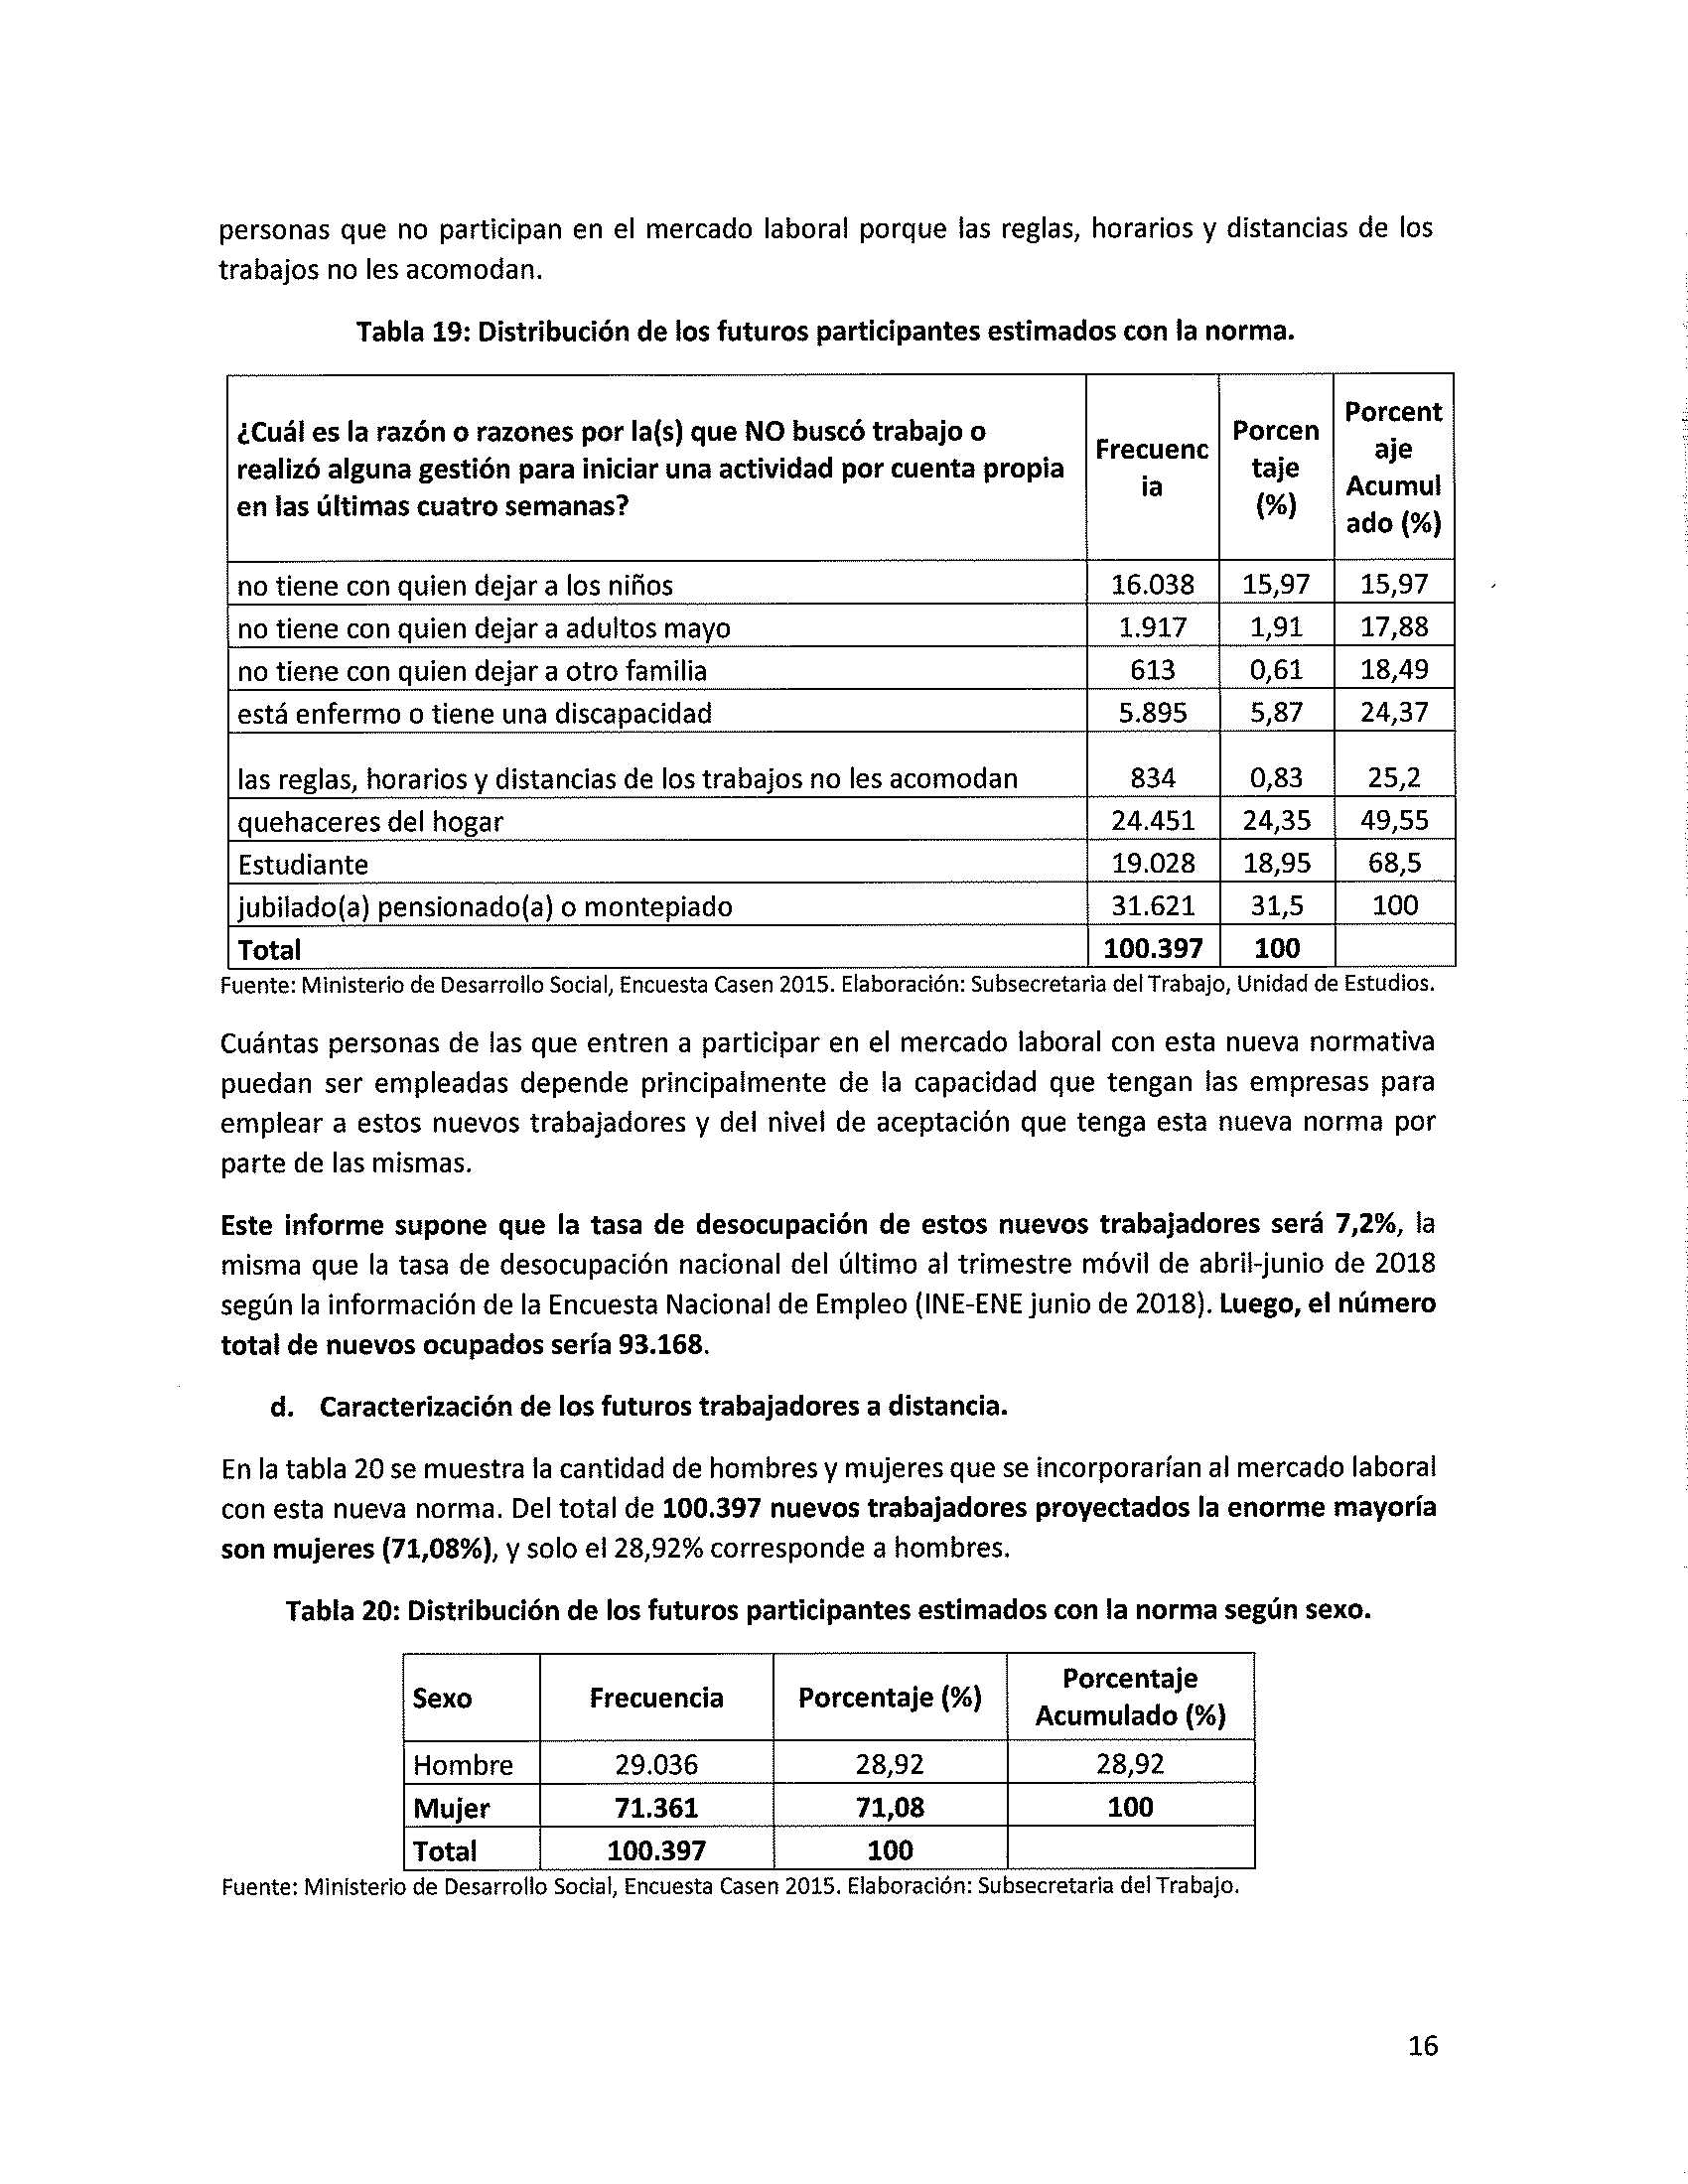 personas que no participan en el mercado laboral porque las reglas, horarios y distancias de los
trabajos no les acomodan.
Tabla 19: Distribución de los futuros participantes estimados con la norma.
¿Cuál es la razón o razones por la(s) que NO buscó trabajo o
realizó alguna gestión para iniciar una actividad por cuenta propia
en las últimas cuatro semanas?
Frecuenc
ia
Porcen
taje
(%)
Porcent
aje
Acumul
ado (%)
no tiene con quien dejar a los niños 16.038 15,97 15,97
no tiene con quien dejar a adultos mayo 1.917 1,91 17,88
no tiene con quien dejar a otro familia 613 0,61 18,49
está enfermo o tiene una discapacidad 5.895 5,87 24,37
las reglas, horarios y distancias de los trabajos no les acomodan 834 0,83 25,2
quehaceres del hogar 24.451 24,35 49,55
Estudiante 19.028 18,95 68,5
jubilado(a) pensionado(a) o montepiado 31.621 31,5 100
Total 100.397 100
Fuente: Ministerio de Desarrollo Social, Encuesta Casen 2015. Elaboración: Subsecretaria del Trabajo, Unidad de Estudios.
Cuántas personas de las que entren a participar en el mercado laboral con esta nueva normativa
puedan ser empleadas depende principalmente de la capacidad que tengan las empresas para
emplear a estos nuevos trabajadores y del nivel de aceptación que tenga esta nueva norma por
parte de las mismas.
Este informe supone que la tasa de desocupación de estos nuevos trabajadores será 7,2%, la
misma que la tasa de desocupación nacional del último al trimestre móvil de abril-junio de 2018
según la información de la Encuesta Nacional de Empleo (INE-ENE junio de 2018). Luego, el número
total de nuevos ocupados sería 93.168.
d. Caracterización de los futuros trabajadores a distancia.
En la tabla 20 se muestra la cantidad de hombres y mujeres que se incorporarían al mercado laboral
con esta nueva norma. Del total de 100.397 nuevos trabajadores proyectados la enorme mayoría
son mujeres (71,08%), y solo el 28,92% corresponde a hombres.
Tabla 20: Distribución de los futuros participantes estimados con la norma según sexo.
Sexo Frecuencia Porcentaje (%) Porcentaje
Acumulado (%)
Hombre 29.036 28,92 28,92
Mujer 71.361 71,08 100
Total 100.397 100
Fuente: Ministerio de Desarrollo Social, Encuesta Casen 2015. Elaboración: Subsecretaria del Trabajo.
16